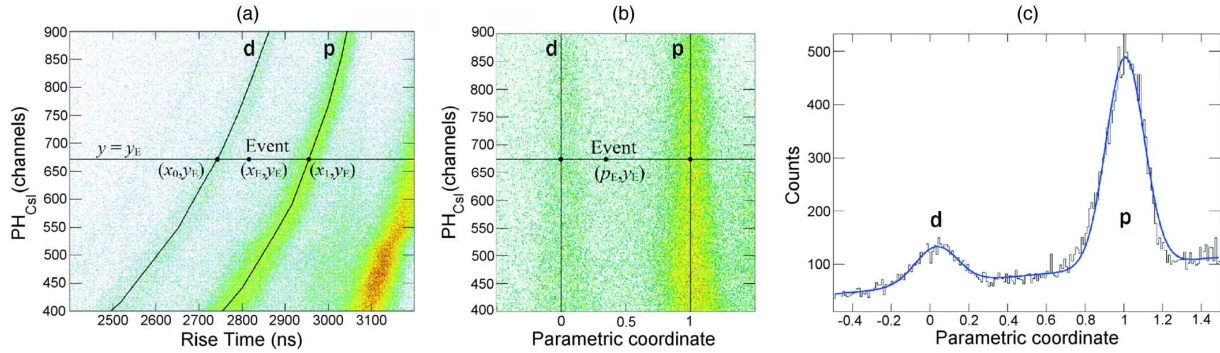 (a)
900
850
800
750
700
650
600
550
500
450
400
PH_CsI (channels)
d
p
y = y_E
Event
(x_0,y_E)
(x_E,y_E)
(x_1,y_E)
2500 2600 2700 2800 2900 3000 3100
Rise Time (ns)
(b)
900
850
800
750
700
650
600
550
500
450
400
PH_CsI (channels)
d
p
Event
(p_E,y_E)
0 0.5 1
Parametric coordinate
(c)
500
400
300
200
100
Counts
d
p
-0.4 -0.2 0 0.2 0.4 0.6 0.8 1 1.2 1.4
Parametric coordinate